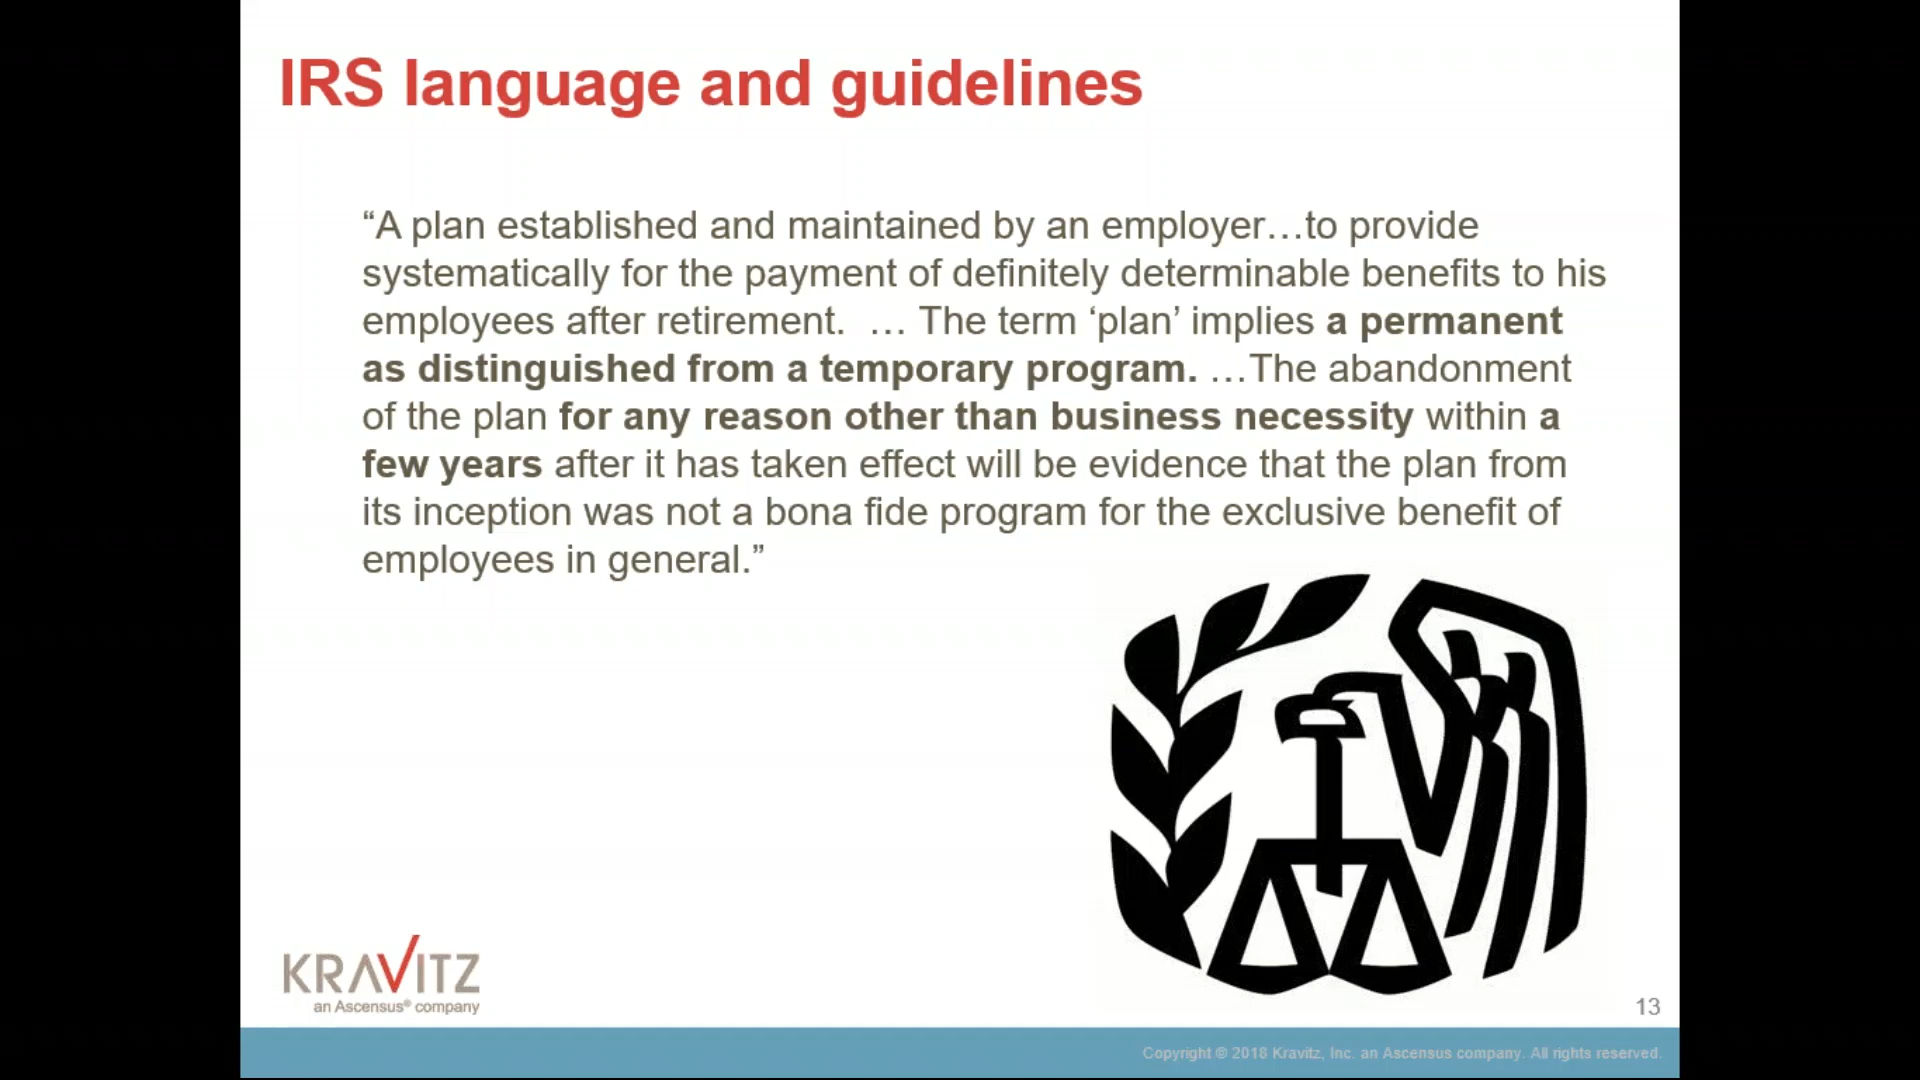 IRS language and guidelines
“A plan established and maintained by an employer…to provide
systematically for the payment of definitely determinable benefits to his
employees after retirement.  … The term ‘plan’ implies a permanent
as distinguished from a temporary program. …The abandonment
of the plan for any reason other than business necessity within a
few years after it has taken effect will be evidence that the plan from
its inception was not a bona fide program for the exclusive benefit of
employees in general.”
KRAVITZ
an Ascensus® company
13
Copyright © 2018 Kravitz, Inc. an Ascensus company. All rights reserved.